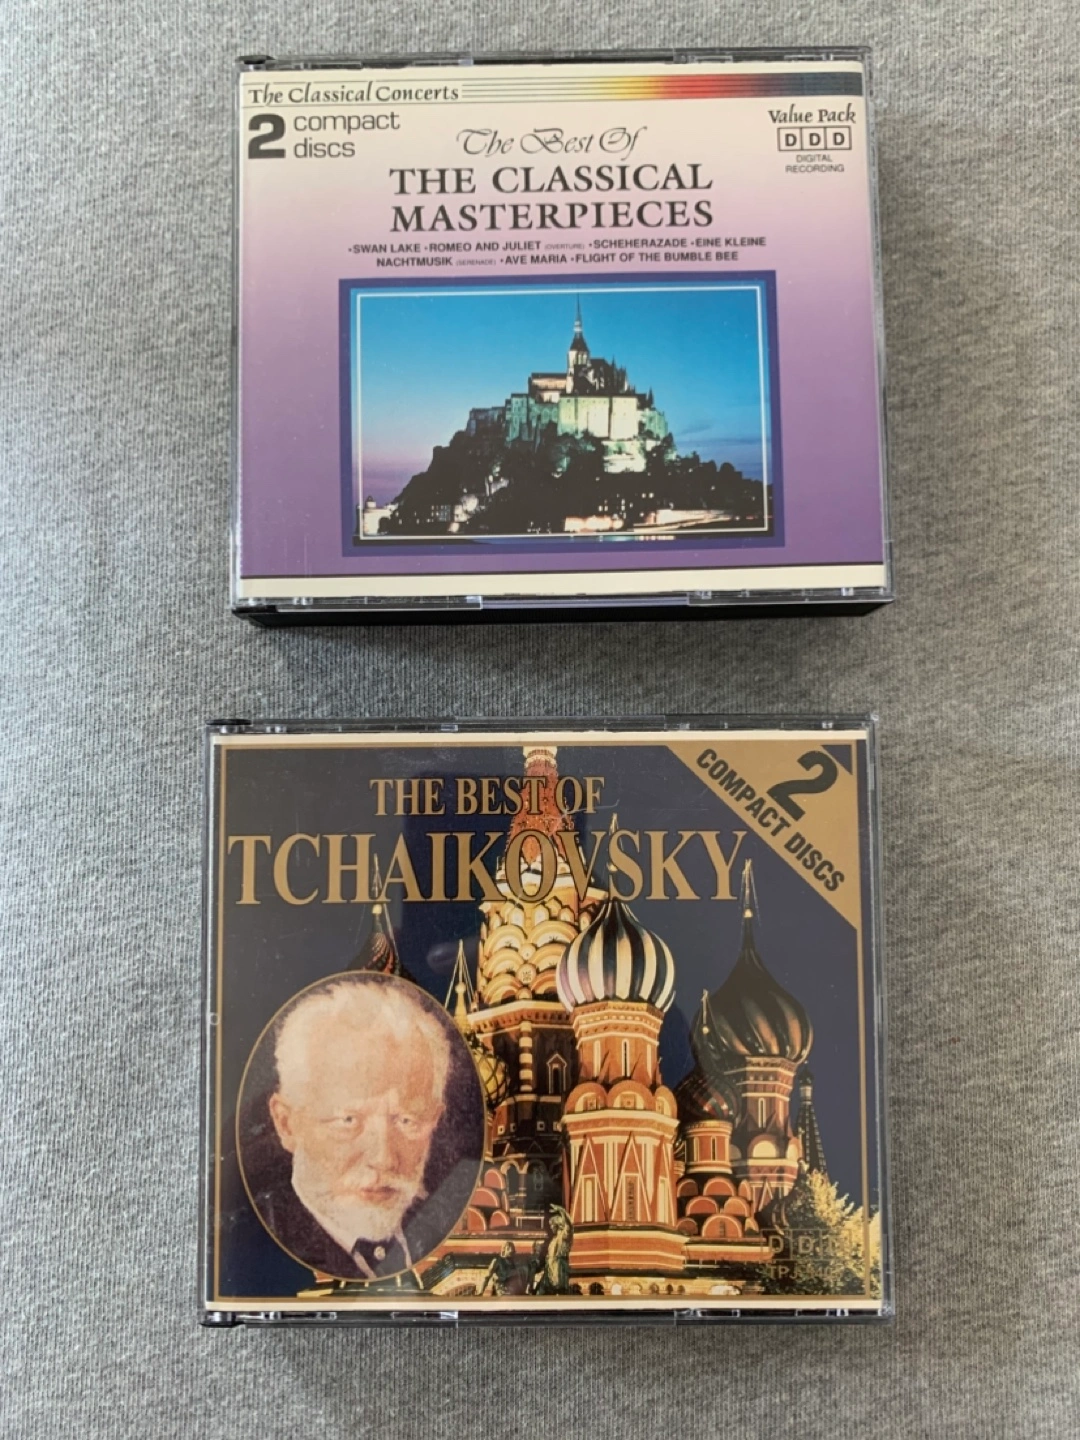 The Classical Concerts
2 compact discs
Value Pack
DDD
DIGITAL
RECORDING
The Best Of
THE CLASSICAL
MASTERPIECES
•SWAN LAKE •ROMEO AND JULIET (OVERTURE) •SCHEHERAZADE •EINE KLEINE
NACHTMUSIK (SERENADE) •AVE MARIA •FLIGHT OF THE BUMBLE BEE
THE BEST OF
TCHAIKOVSKY
2
COMPACT DISCS
DDD